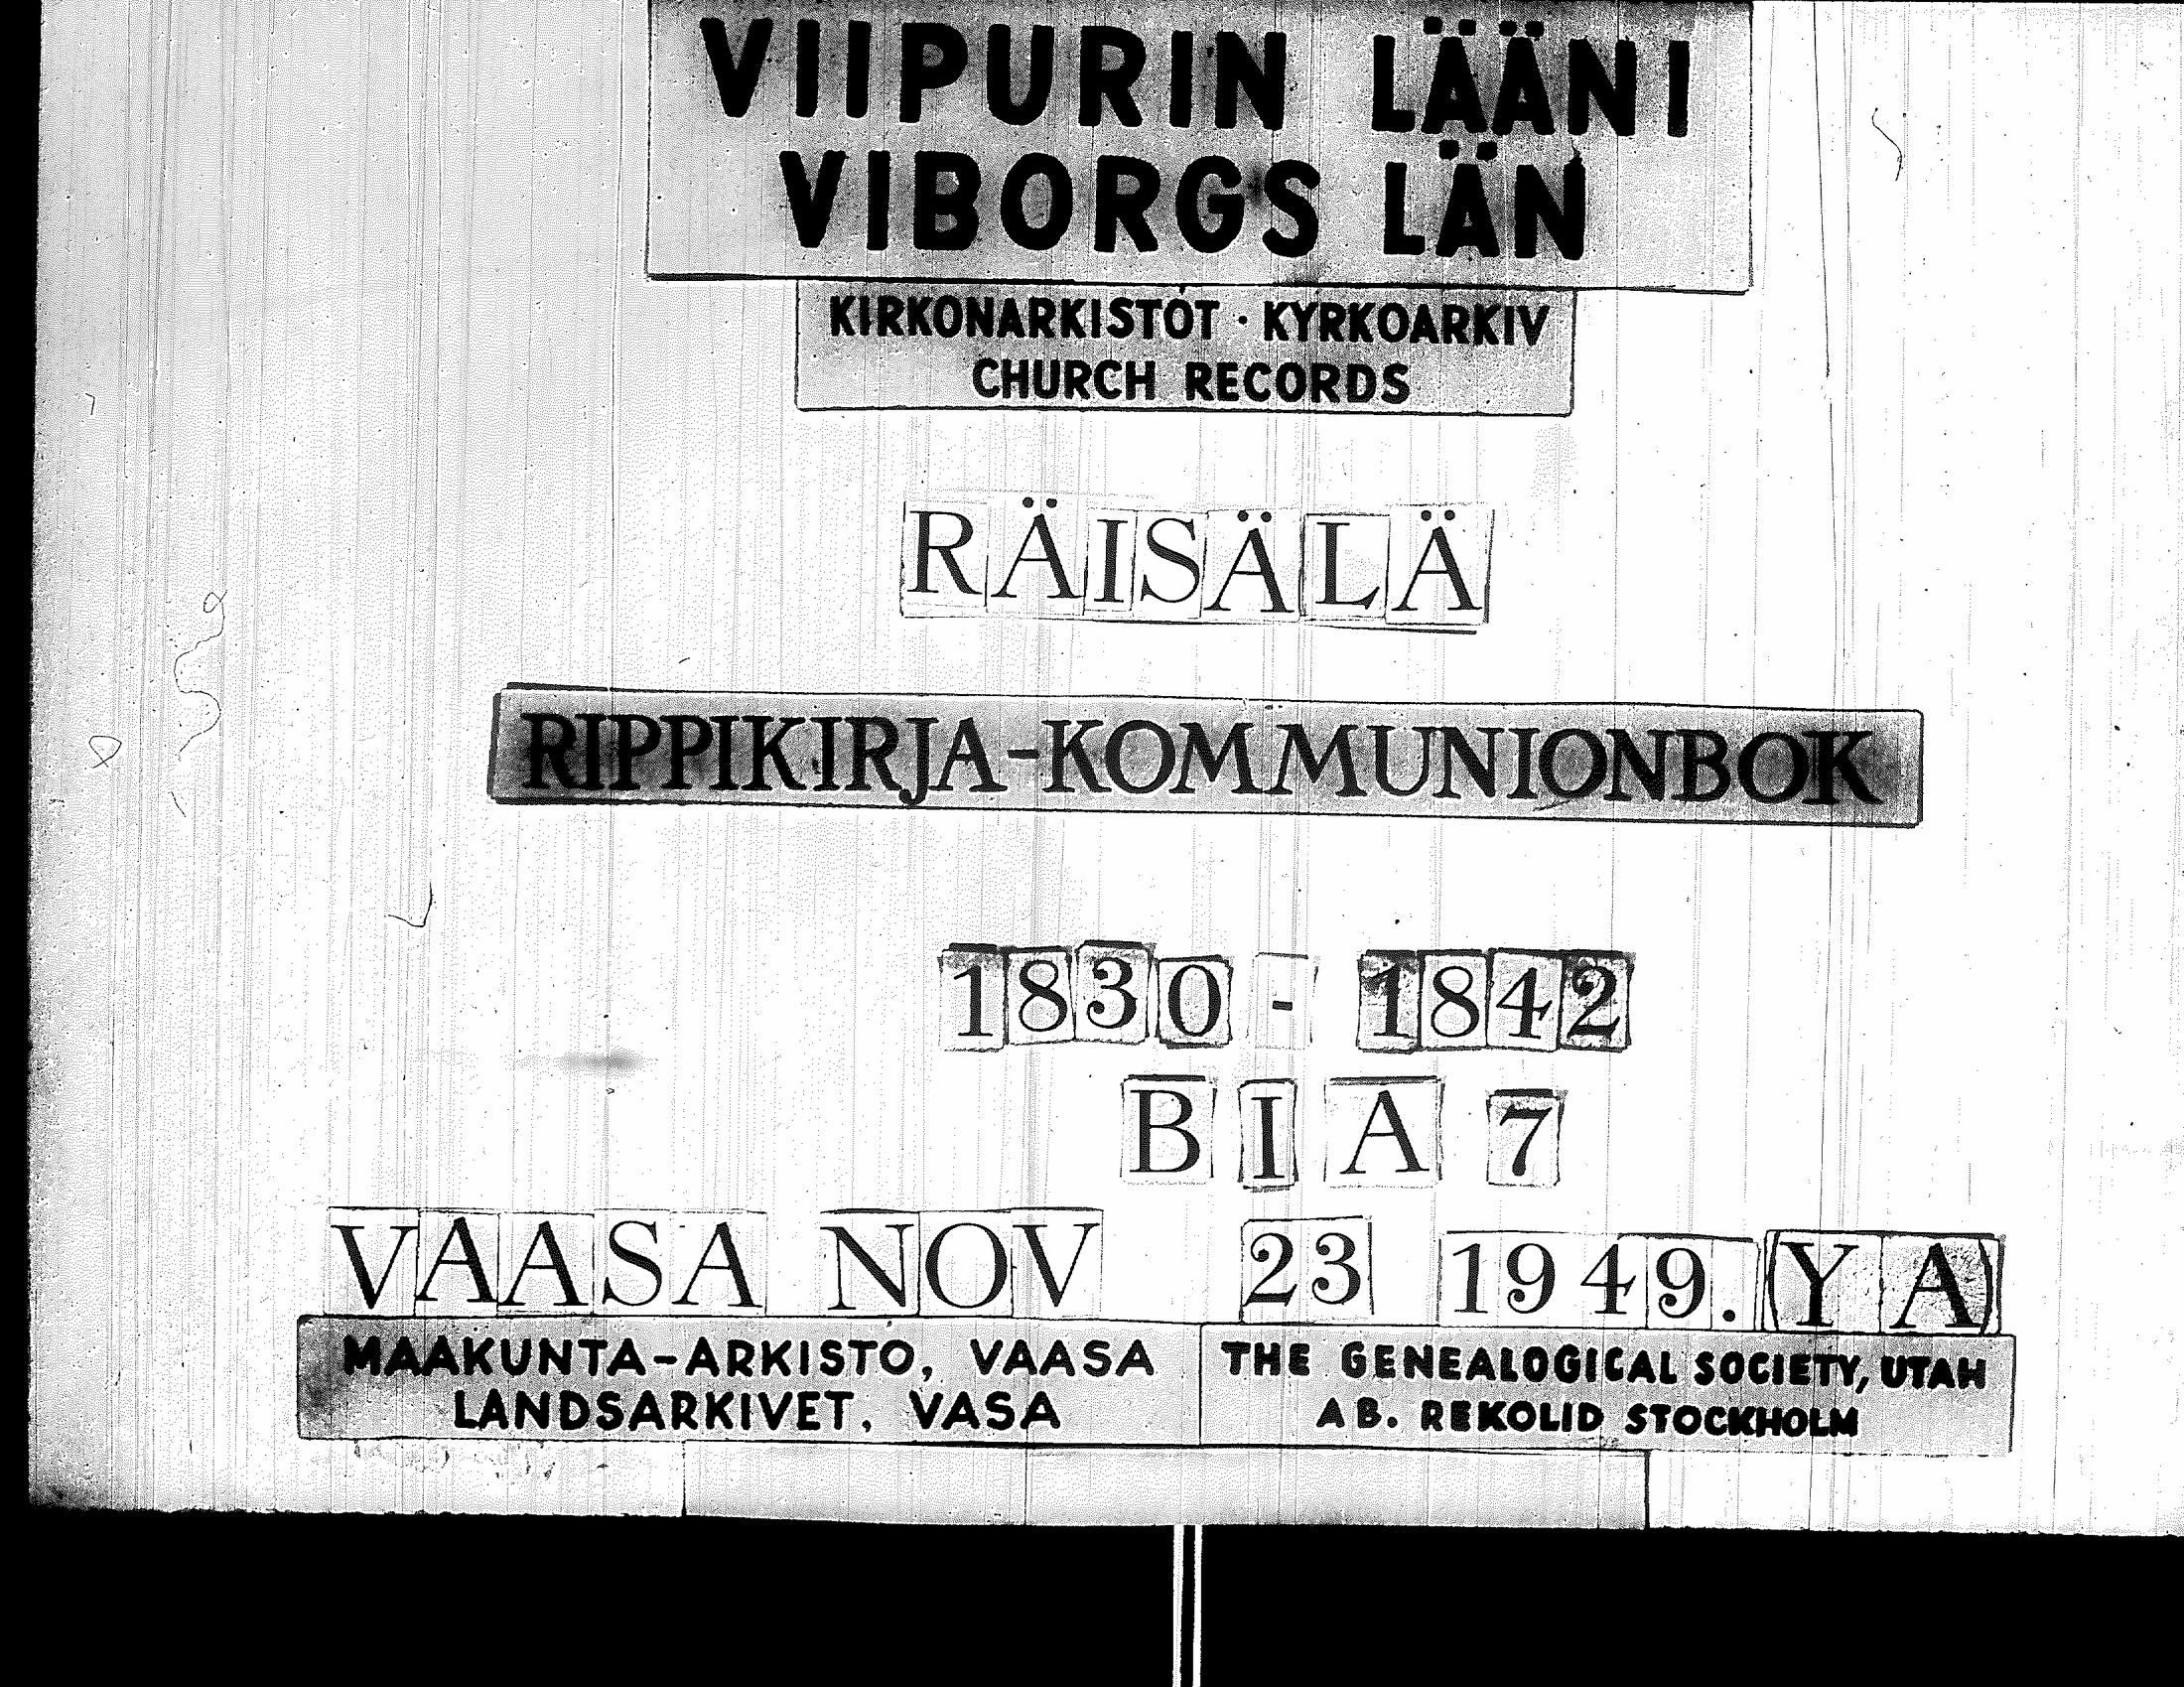 VIIPURIN LÄÄNI
VIBORGS LÄN
KIRKONARKISTOT · KYRKOARKIV
CHURCH RECORDS
RÄISÄLÄ
RIPPIKIRJA-KOMMUNIONBOK
1830 - 1842
B I A 7
VAASA NOV 23 1949. (Y A)
MAAKUNTA-ARKISTO, VAASA
LANDSARKIVET, VASA
THE GENEALOGICAL SOCIETY, UTAH
AB. REKOLID STOCKHOLM